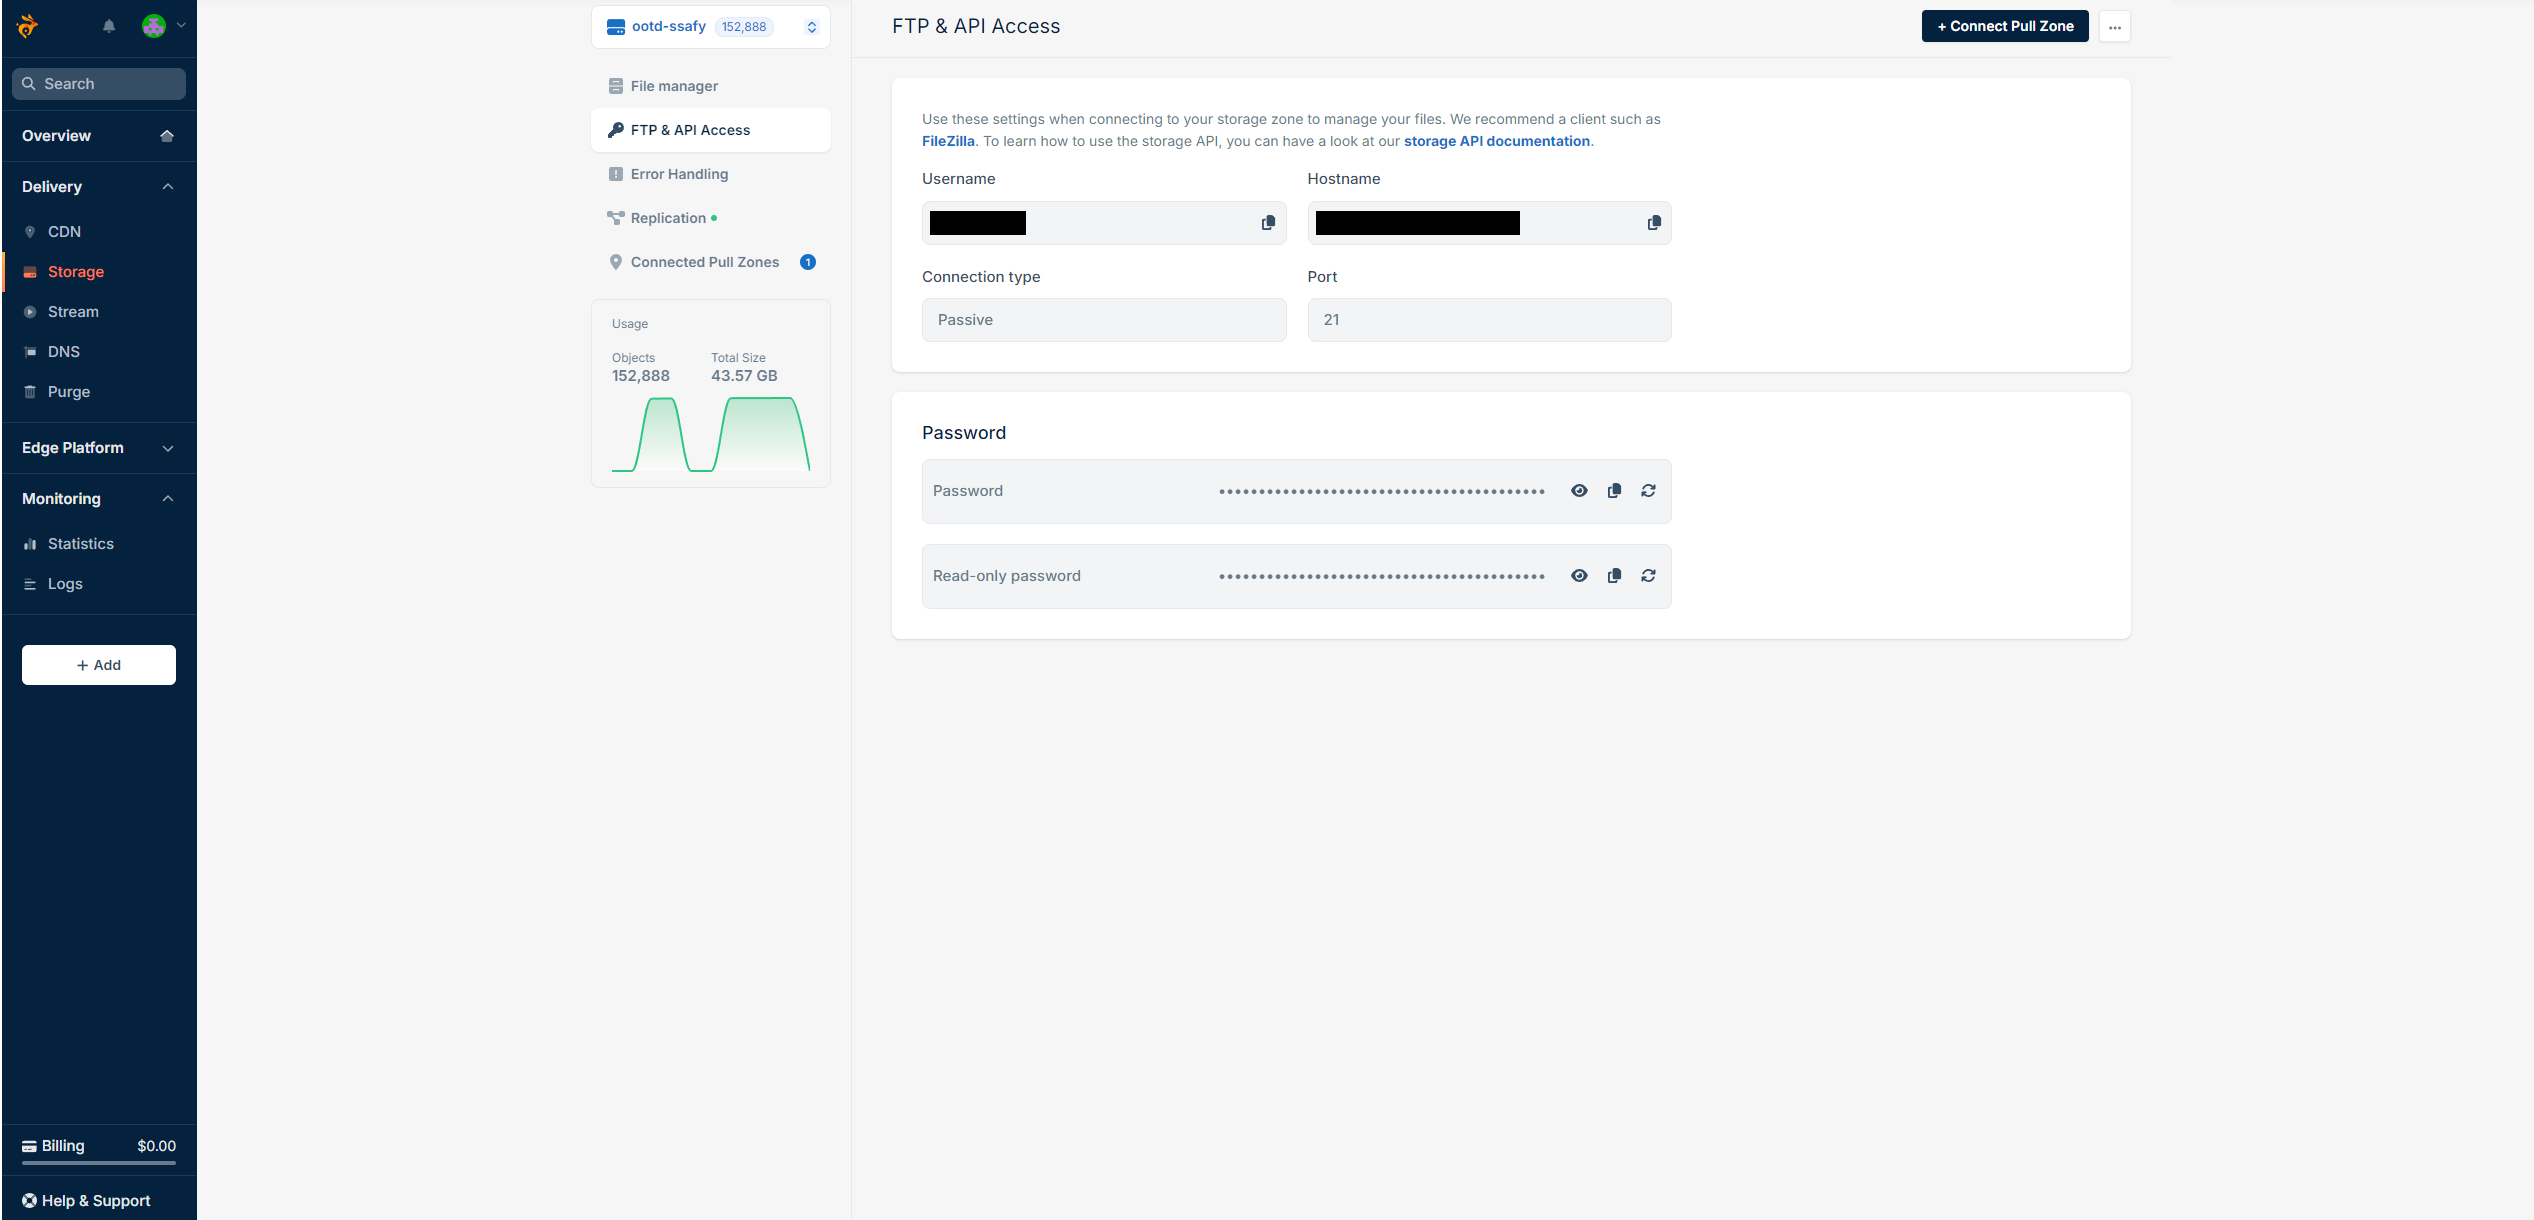 Search
Overview
Delivery
CDN
Storage
Stream
DNS
Purge
Edge Platform
Monitoring
Statistics
Logs
+ Add
Billing $0.00
Help & Support
ootd-ssafy 152,888
File manager
FTP & API Access
Error Handling
Replication
Connected Pull Zones 1
Usage
Objects Total Size
152,888 43.57 GB
FTP & API Access
+ Connect Pull Zone ...
Use these settings when connecting to your storage zone to manage your files. We recommend a client such as
FileZilla. To learn how to use the storage API, you can have a look at our storage API documentation.
Username Hostname
Connection type Port
Passive 21
Password
Password •••••••••••••••••••••••••••••••••••••••••
Read-only password •••••••••••••••••••••••••••••••••••••••••